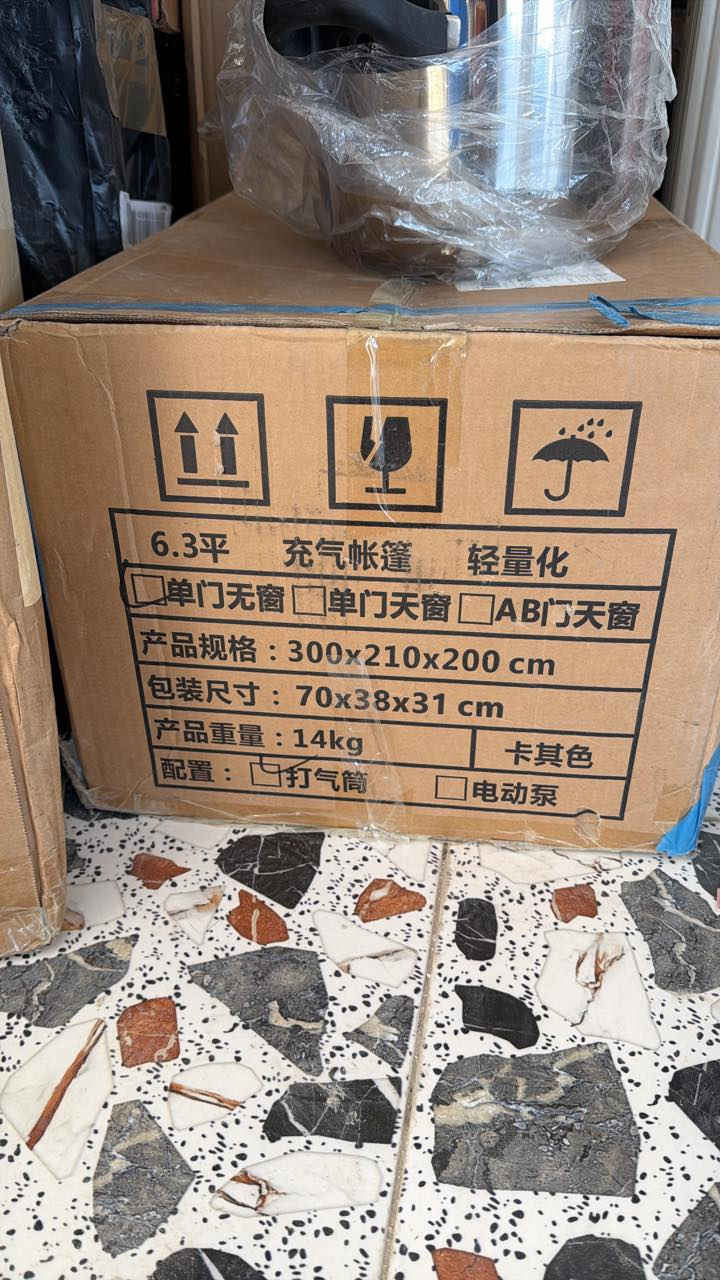 6.3平 充气帐篷 轻量化
□单门无窗 □单门天窗 □AB门天窗
产品规格：300x210x200 cm
包装尺寸：70x38x31 cm
产品重量：14kg 卡其色
配置：□打气筒 □电动泵